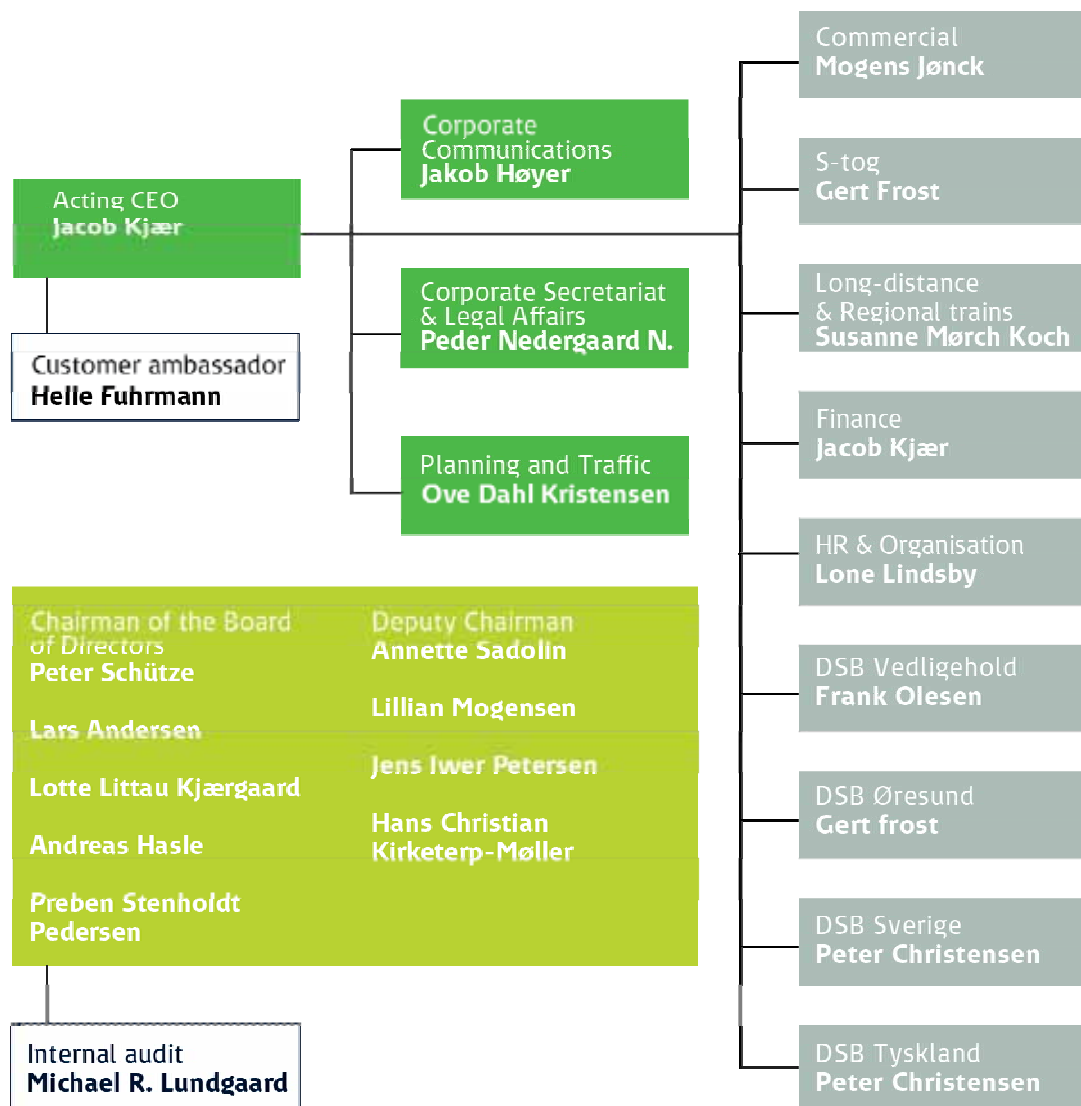 Acting CEO
Jacob Kjær
Customer ambassador
Helle Fuhrmann
Corporate
Communications
Jakob Høyer
Corporate Secretariat
& Legal Affairs
Peder Nedergaard N.
Planning and Traffic
Ove Dahl Kristensen
Commercial
Mogens Jønck
S-tog
Gert Frost
Long-distance
& Regional trains
Susanne Mørch Koch
Finance
Jacob Kjær
HR & Organisation
Lone Lindsby
DSB Vedligehold
Frank Olesen
DSB Øresund
Gert frost
DSB Sverige
Peter Christensen
DSB Tyskland
Peter Christensen
Chairman of the Board
of Directors
Peter Schütze
Lars Andersen
Lotte Littau Kjærgaard
Andreas Hasle
Preben Stenholdt
Pedersen
Deputy Chairman
Annette Sadolin
Lillian Mogensen
Jens Iwer Petersen
Hans Christian
Kirketerp-Møller
Internal audit
Michael R. Lundgaard